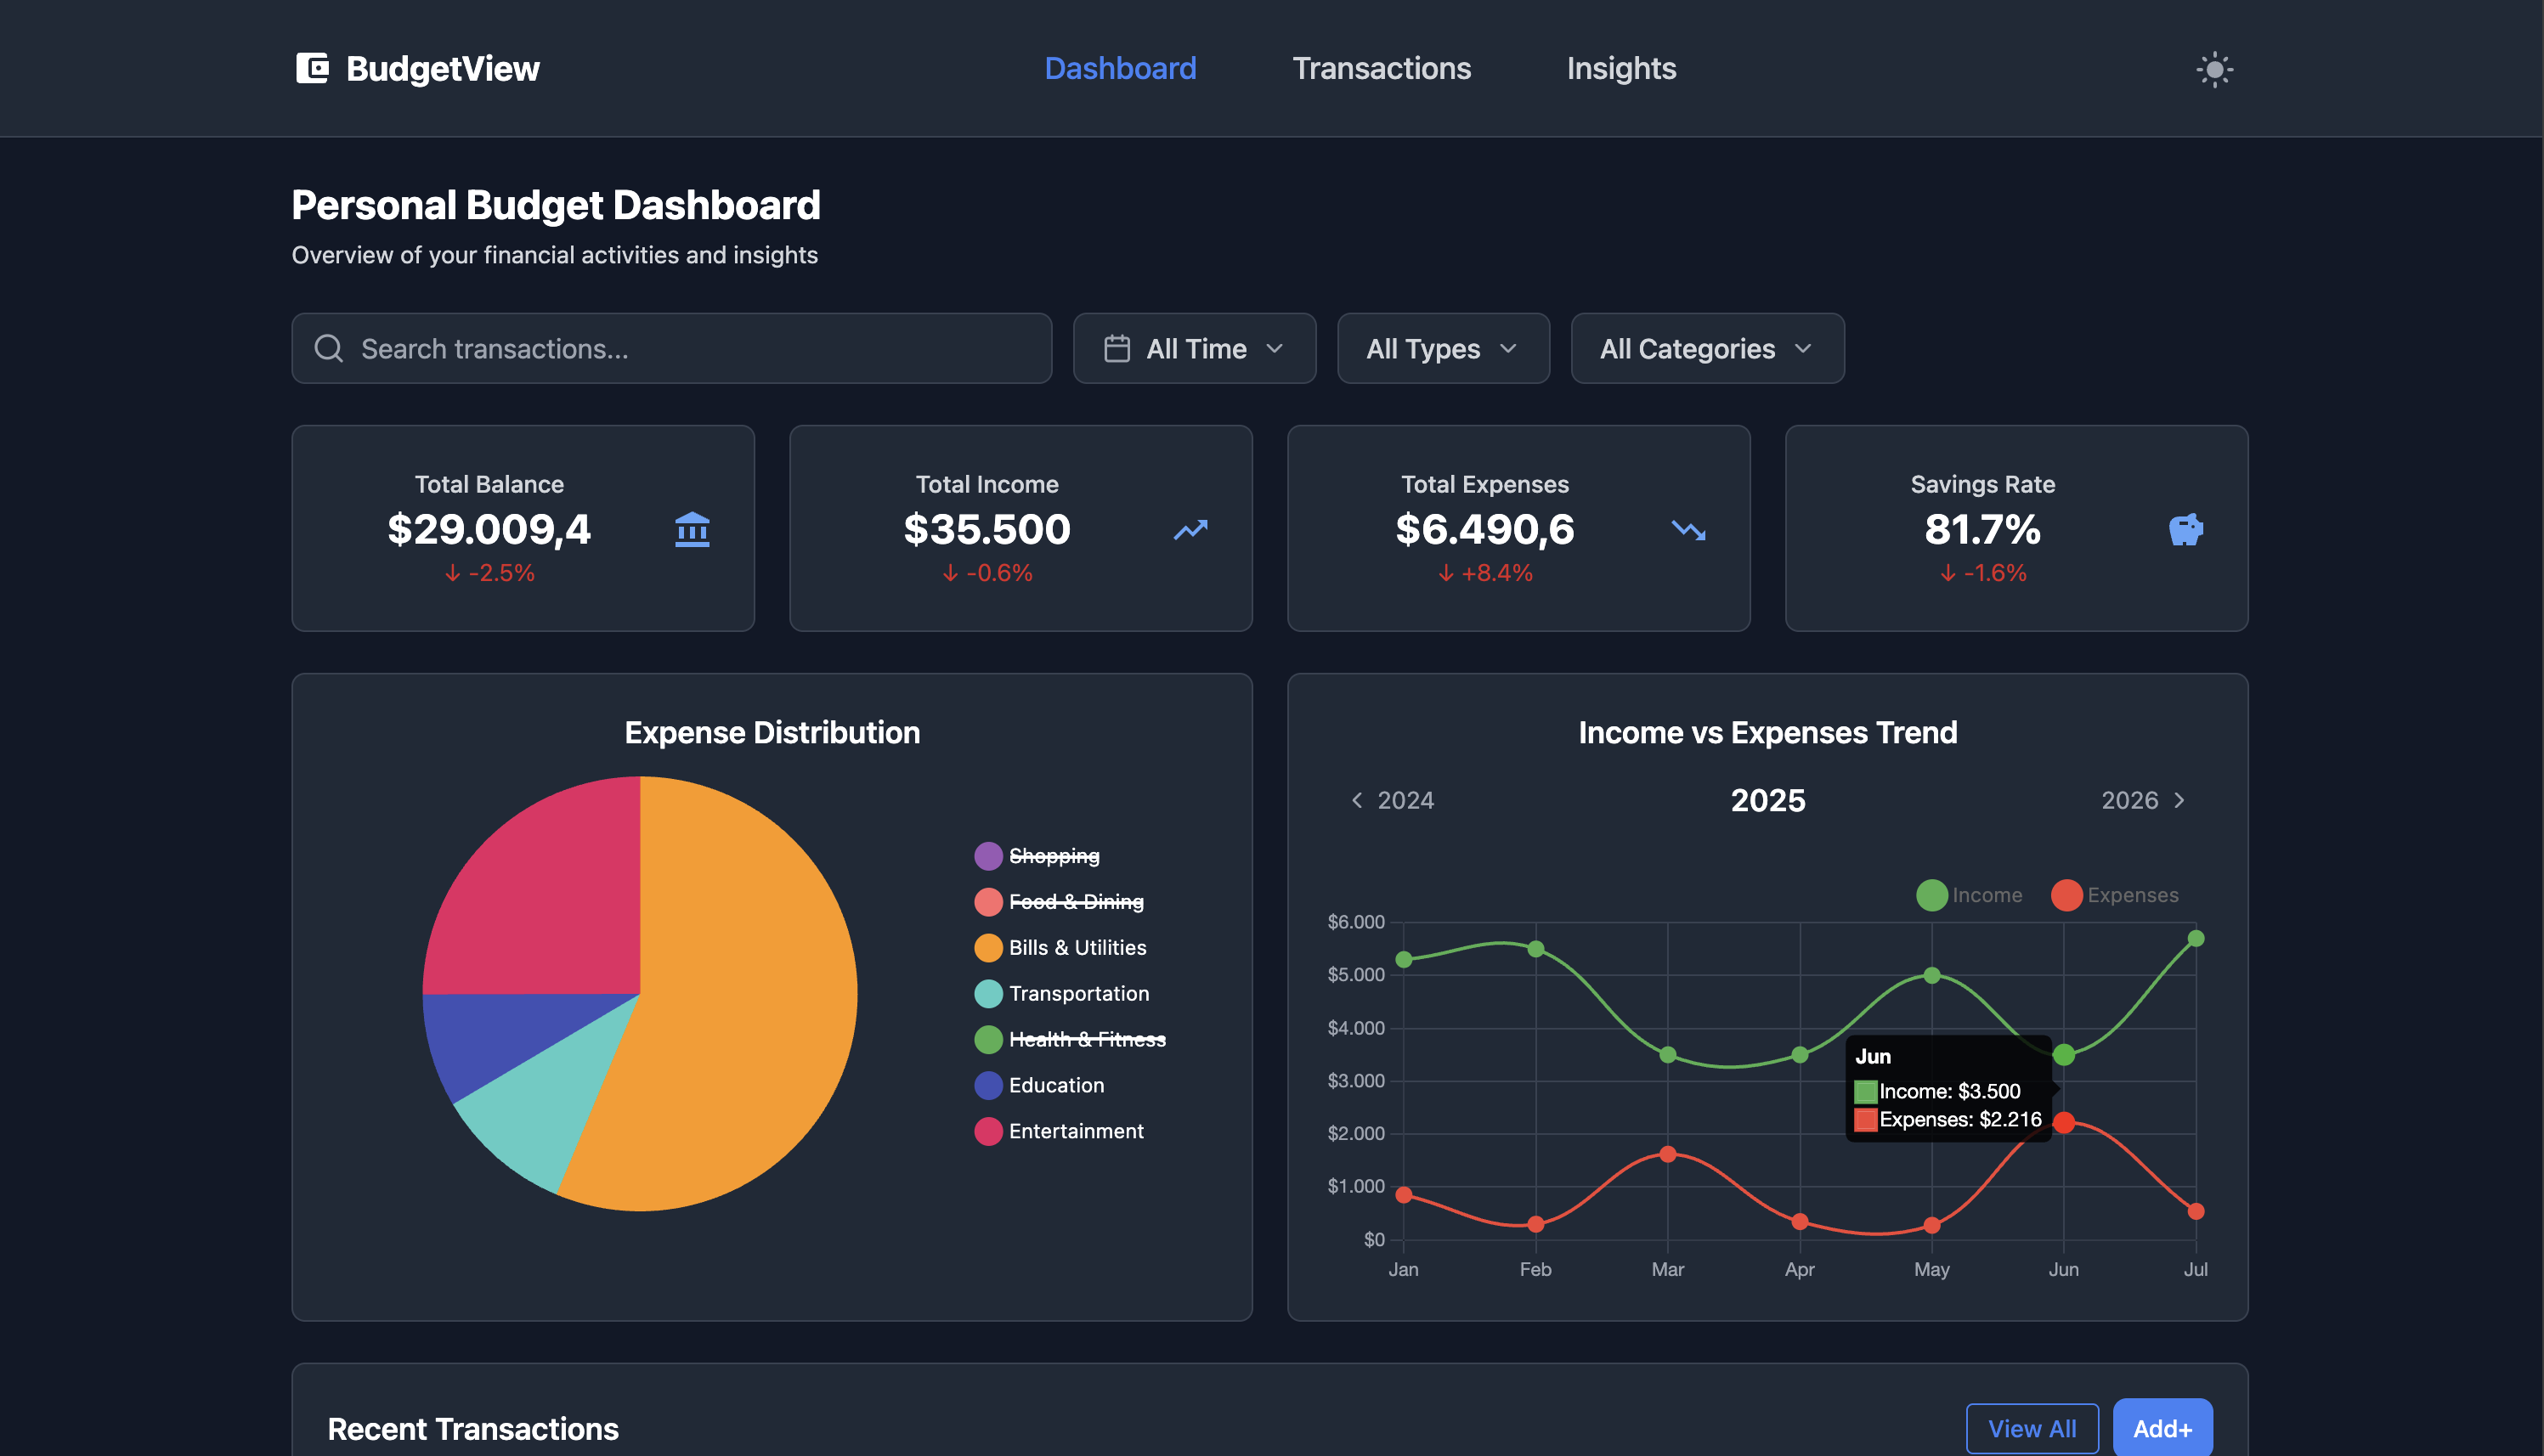 BudgetView
Dashboard
Transactions
Insights
Personal Budget Dashboard
Overview of your financial activities and insights
Search transactions...
All Time
All Types
All Categories
Total Balance
$29.009,4
↓ -2.5%
Total Income
$35.500
↓ -0.6%
Total Expenses
$6.490,6
↓ +8.4%
Savings Rate
81.7%
↓ -1.6%
Expense Distribution
Shopping
Food & Dining
Bills & Utilities
Transportation
Health & Fitness
Education
Entertainment
Income vs Expenses Trend
2024
2025
2026
Income
Expenses
$6.000
$5.000
$4.000
$3.000
$2.000
$1.000
$0
Jun
Income: $3.500
Expenses: $2.216
Jan
Feb
Mar
Apr
May
Jun
Jul
Recent Transactions
View All
Add+